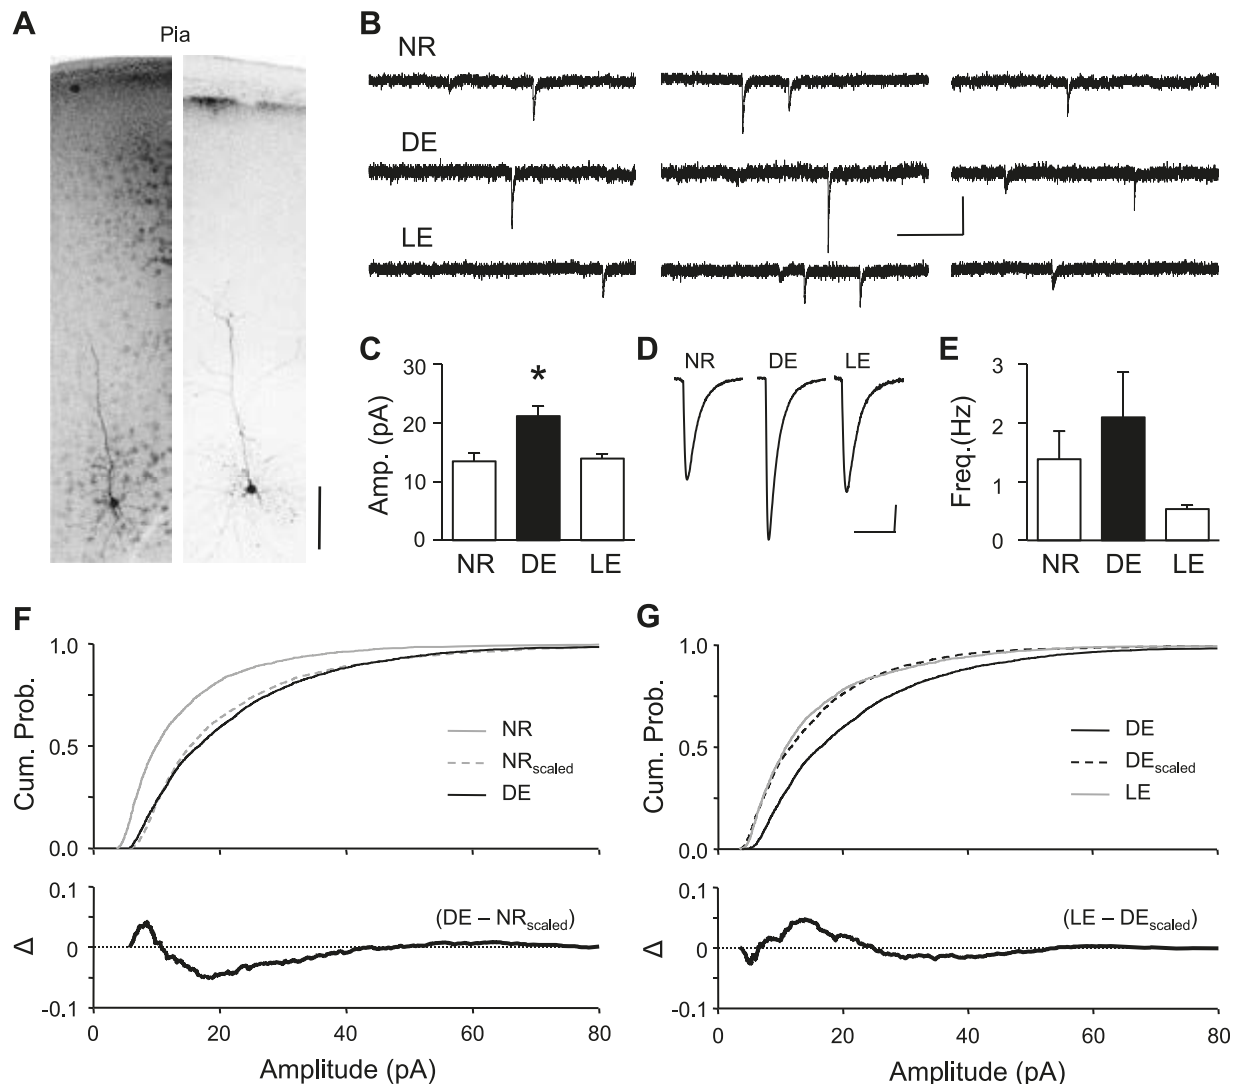 A
Pia
B
NR
DE
LE
C
Amp. (pA)
30
20
10
0
*
NR DE LE
D
NR DE LE
E
Freq.(Hz)
3
2
1
0
NR DE LE
F
Cum. Prob.
1.0
0.5
0.0
NR
NRscaled
DE
0.1
0
-0.1
Δ
(DE – NRscaled)
0 20 40 60 80
Amplitude (pA)
G
Cum. Prob.
1.0
0.5
0.0
DE
DEscaled
LE
0.1
0
-0.1
Δ
(LE – DEscaled)
0 20 40 60 80
Amplitude (pA)